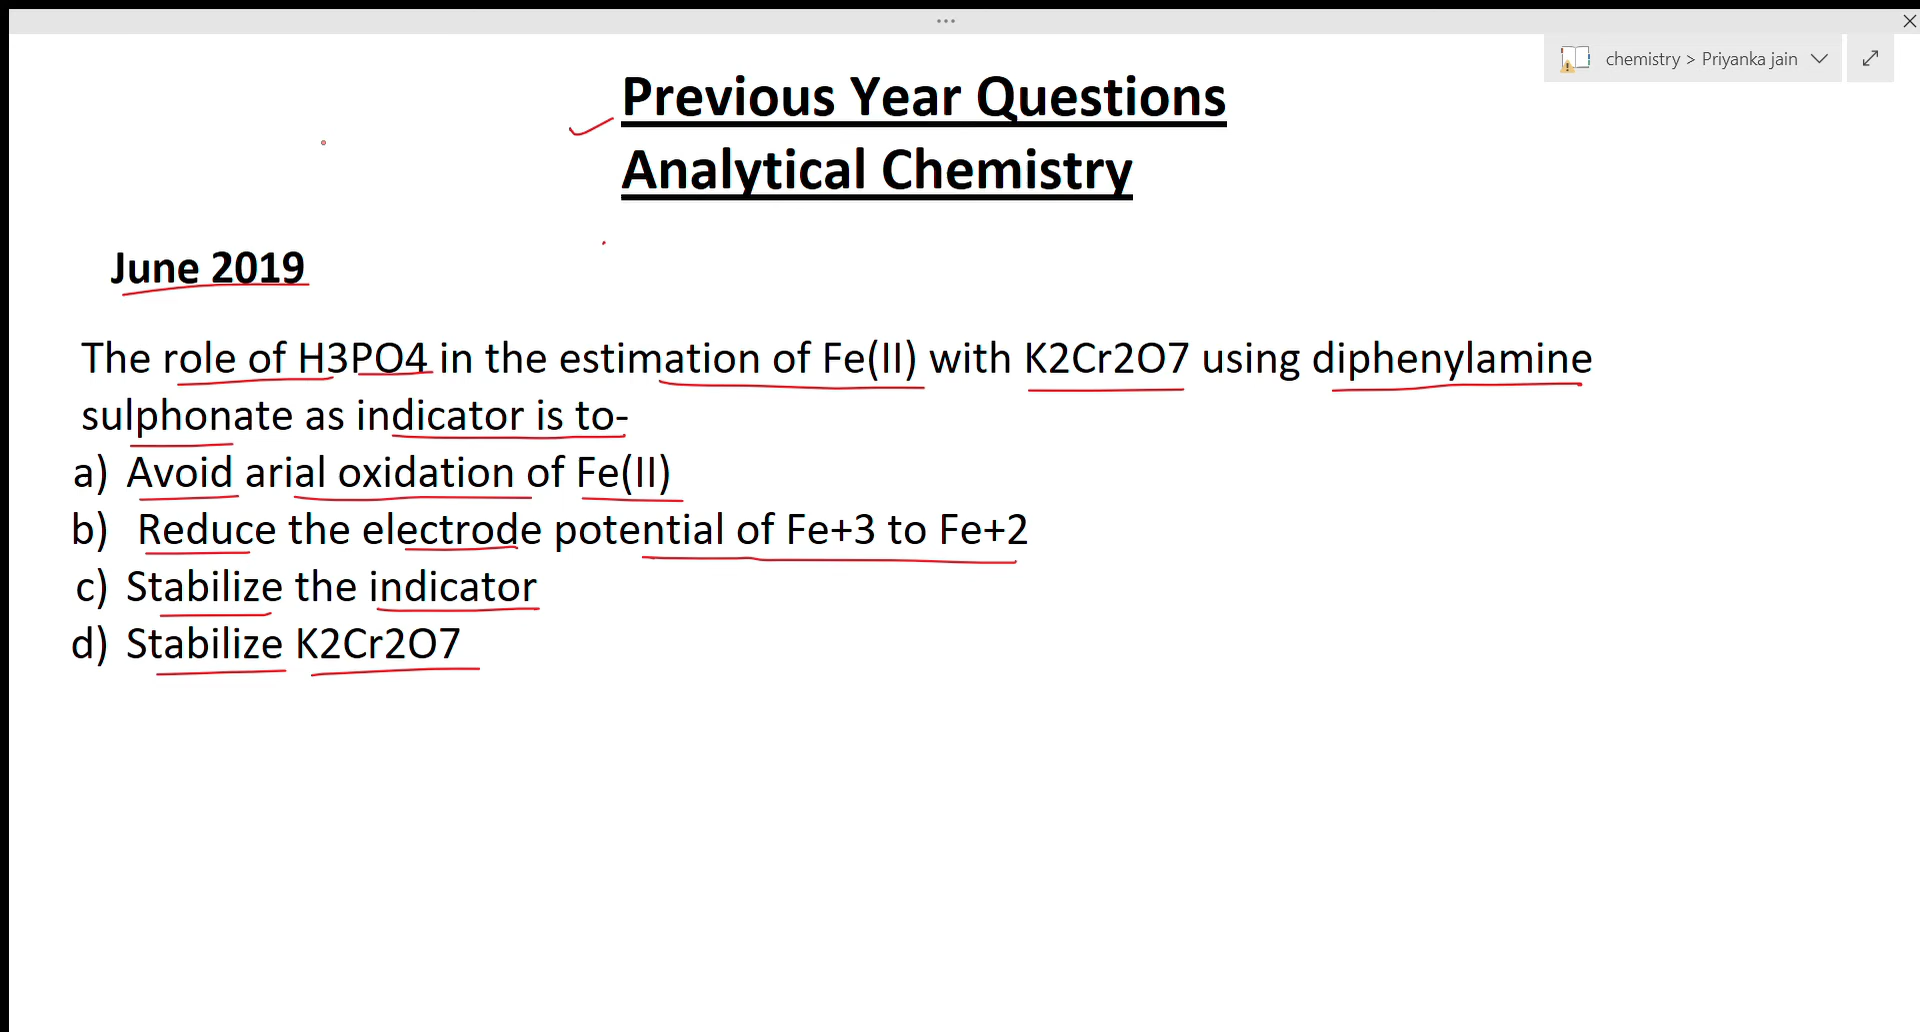 chemistry > Priyanka jain
Previous Year Questions
Analytical Chemistry
June 2019
The role of H3PO4 in the estimation of Fe(II) with K2Cr2O7 using diphenylamine
sulphonate as indicator is to-
a) Avoid arial oxidation of Fe(II)
b) Reduce the electrode potential of Fe+3 to Fe+2
c) Stabilize the indicator
d) Stabilize K2Cr2O7